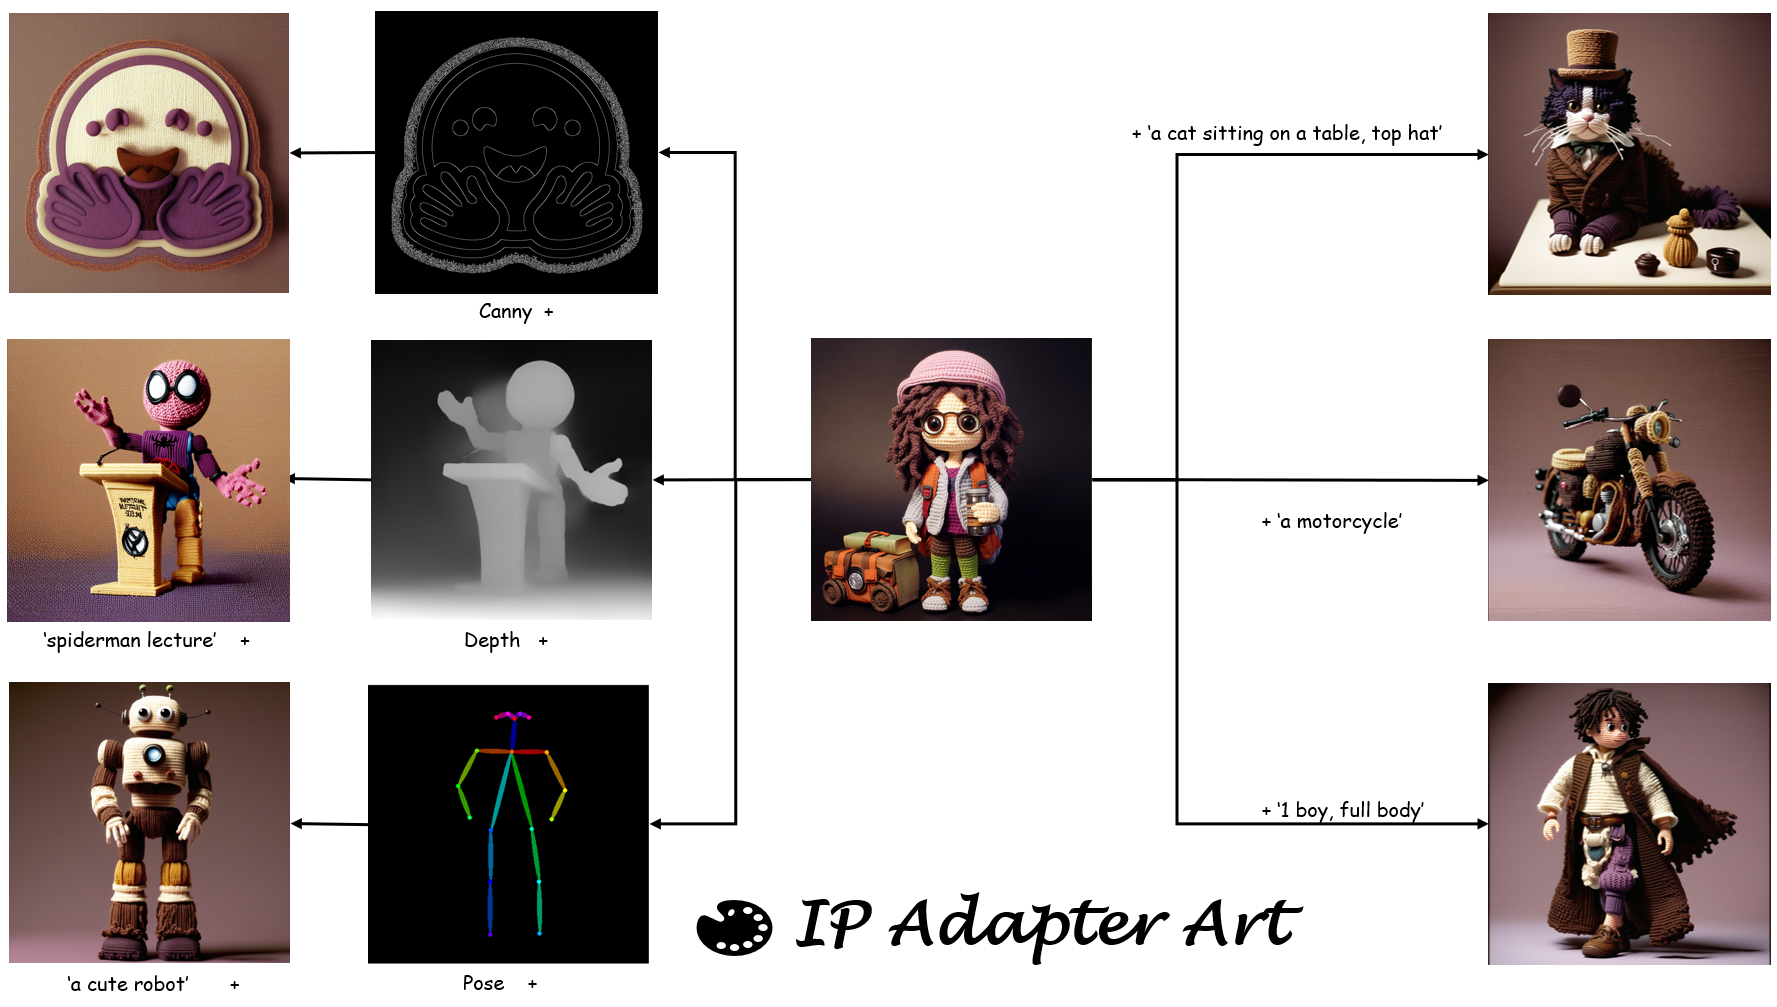 + 'a cat sitting on a table, top hat'
Canny +
+ 'a motorcycle'
'spiderman lecture' +
Depth +
+ '1 boy, full body'
IP Adapter Art
'a cute robot' +
Pose +